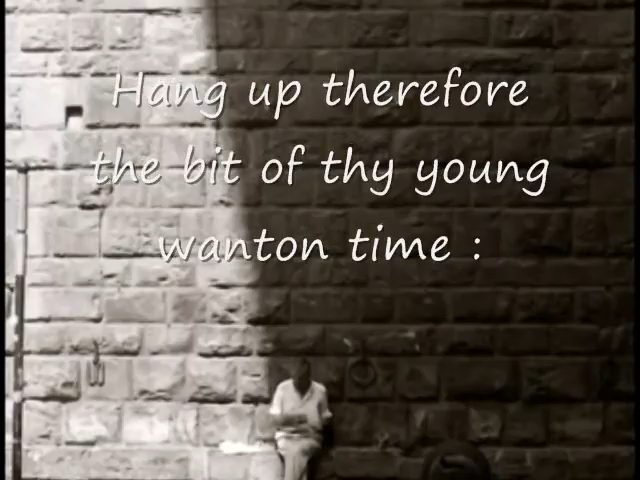 Hang up therefore
the bit of thy young
wanton time :